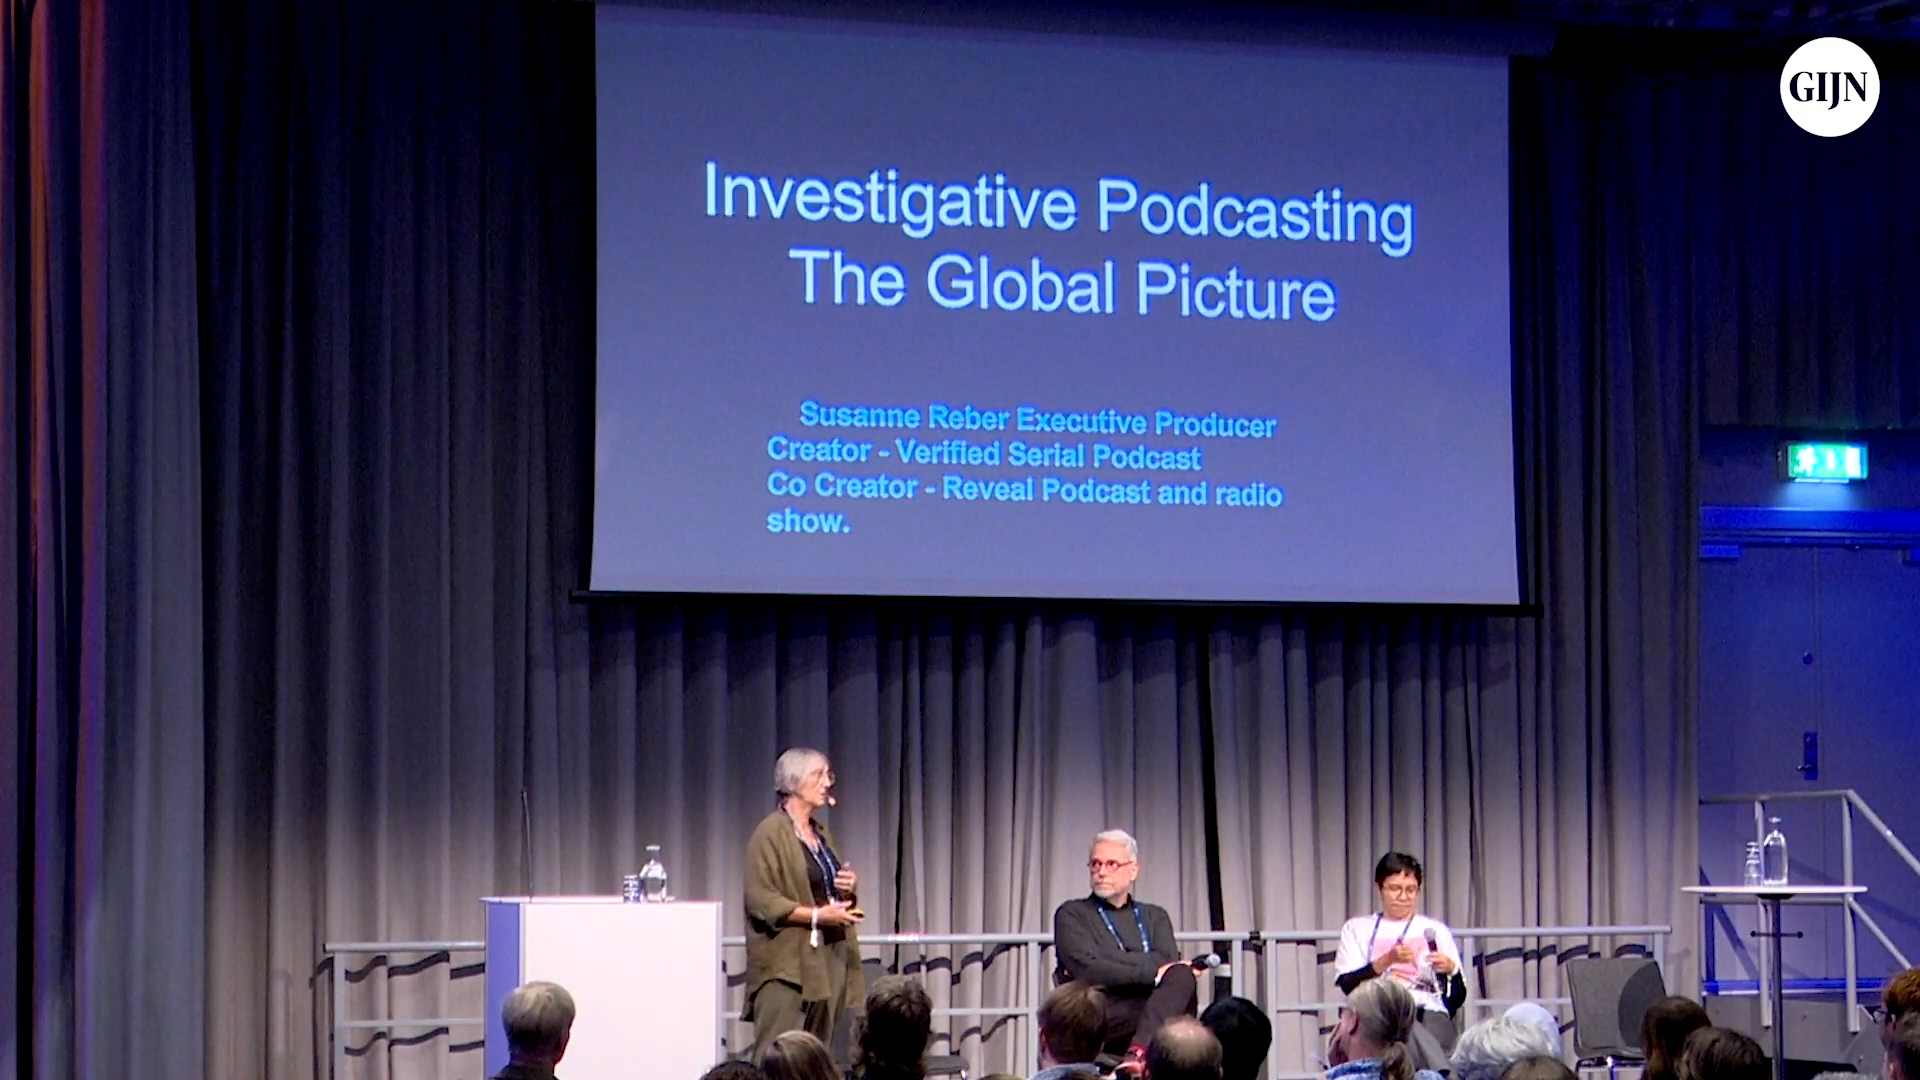 GIJN
Investigative Podcasting
The Global Picture
Susanne Reber Executive Producer
Creator - Verified Serial Podcast
Co Creator - Reveal Podcast and radio
show.